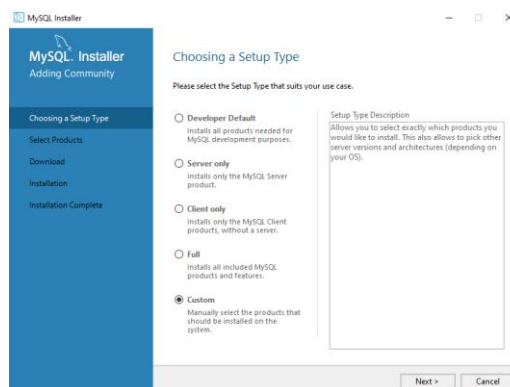 MySQL Installer
MySQL. Installer
Adding Community
Choosing a Setup Type
Select Products
Download
Installation
Installation Complete
Choosing a Setup Type
Please select the Setup Type that suits your use case.
Developer Default
Installs all products needed for
MySQL development purposes.
Server only
Installs only the MySQL Server
product.
Client only
Installs only the MySQL Client
products, without a server.
Full
Installs all included MySQL
products and features.
Custom
Manually select the products that
should be installed on the
system.
Setup Type Description
Allows you to select exactly which products you
would like to install. This also allows to pick other
server versions and architectures (depending on
your OS).
Next >
Cancel